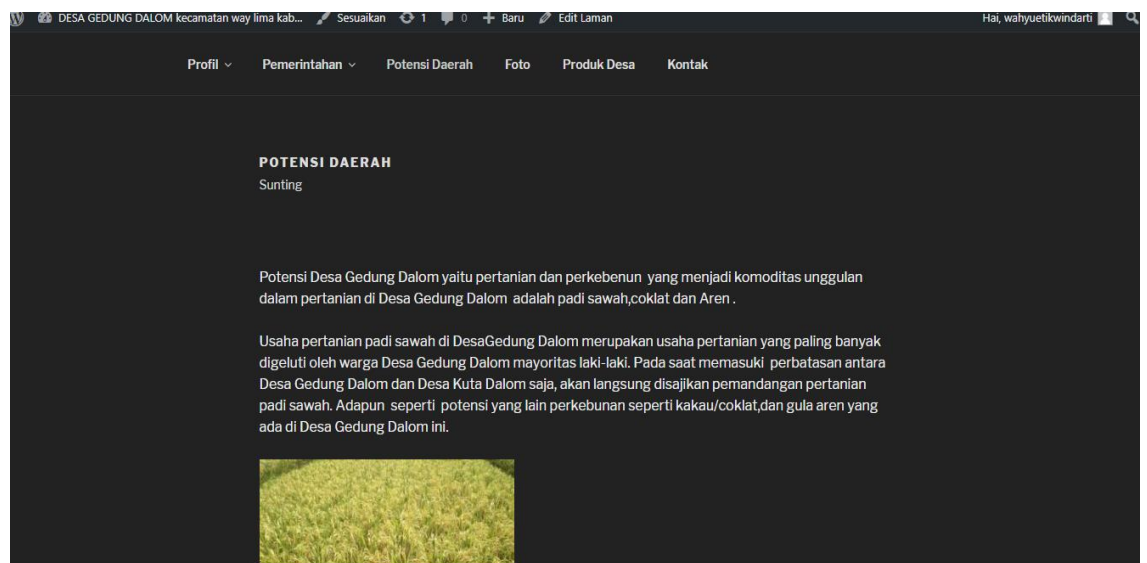 DESA GEDUNG DALOM kecamatan way lima kab... Sesuaikan 1 0 + Baru Edit Laman Hai, wahyuetikwindarti
Profil Pemerintahan Potensi Daerah Foto Produk Desa Kontak
POTENSI DAERAH
Sunting
Potensi Desa Gedung Dalom yaitu pertanian dan perkebenun yang menjadi komoditas unggulan
dalam pertanian di Desa Gedung Dalom adalah padi sawah,coklat dan Aren .
Usaha pertanian padi sawah di DesaGedung Dalom merupakan usaha pertanian yang paling banyak
digeluti oleh warga Desa Gedung Dalom mayoritas laki-laki. Pada saat memasuki perbatasan antara
Desa Gedung Dalom dan Desa Kuta Dalom saja, akan langsung disajikan pemandangan pertanian
padi sawah. Adapun seperti potensi yang lain perkebunan seperti kakau/coklat,dan gula aren yang
ada di Desa Gedung Dalom ini.